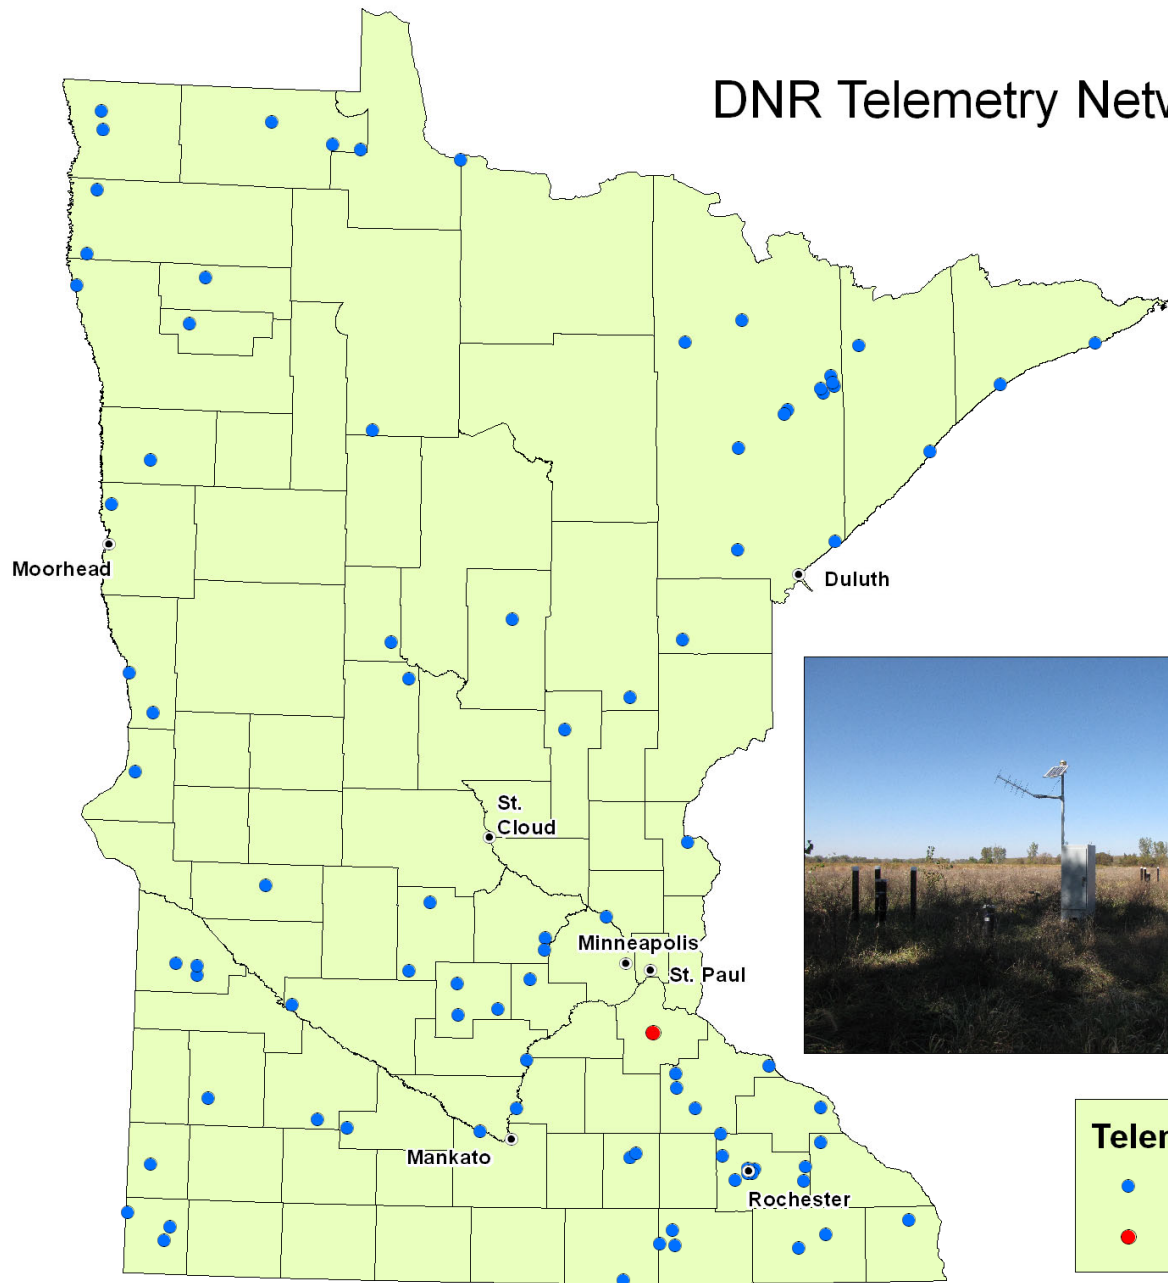 DNR Telemetry Netw
Moorhead
Duluth
St.
Cloud
Minneapolis
St. Paul
Mankato
Rochester
Telem